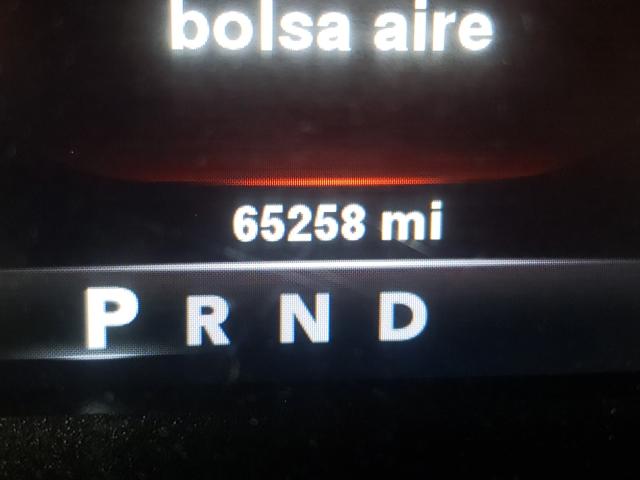 bolsa aire
65258 mi
P R N D